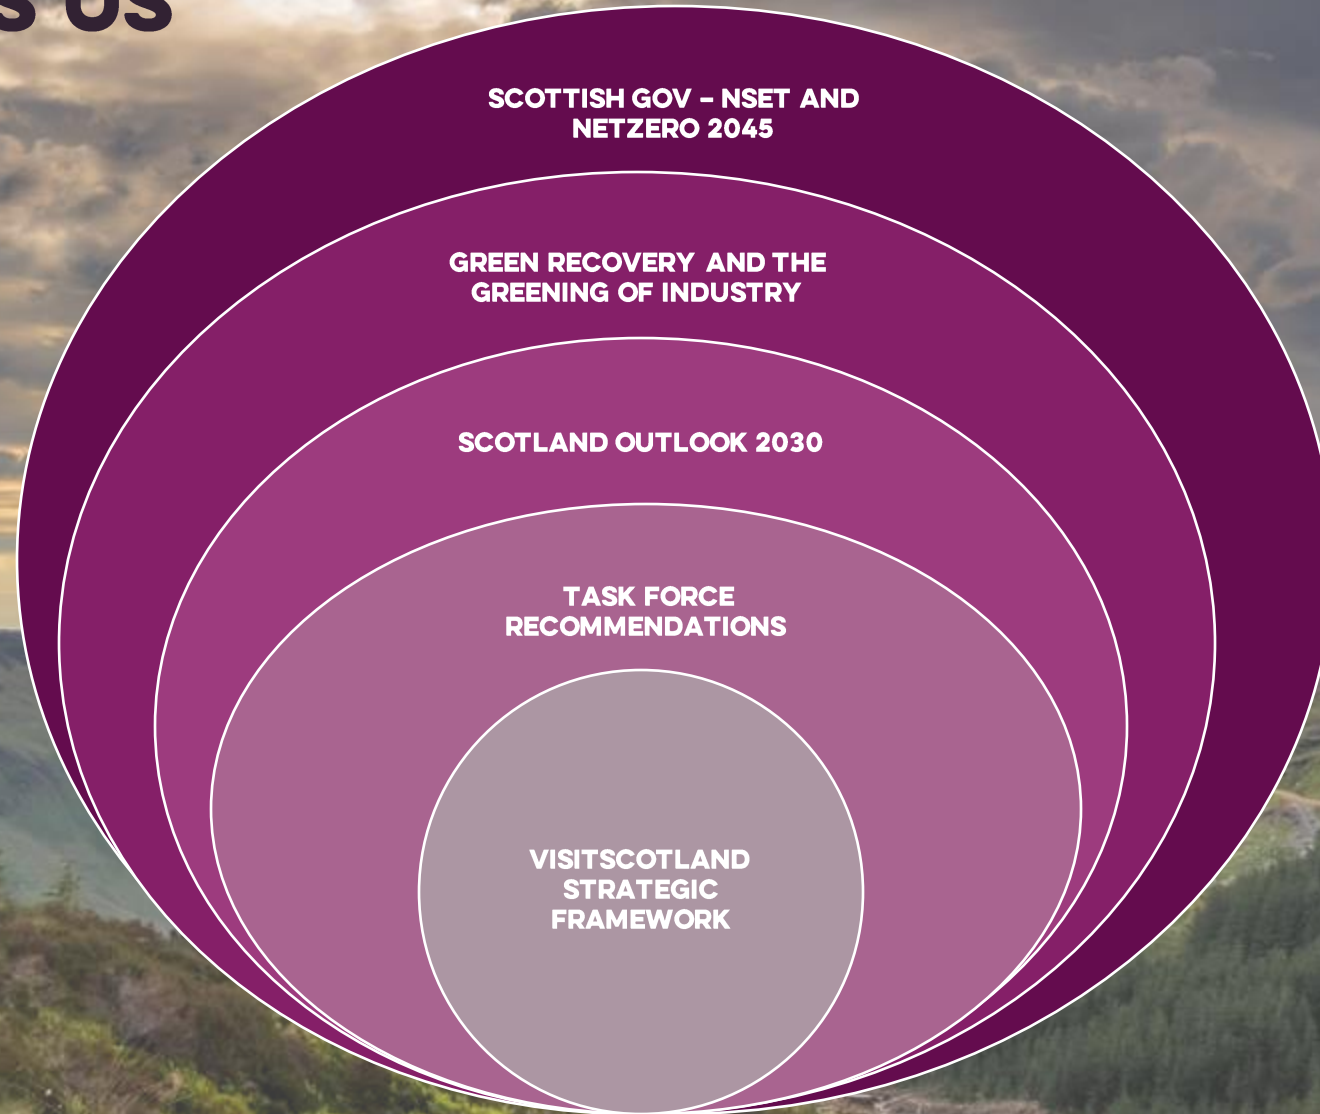 S US
SCOTTISH GOV – NSET AND
NETZERO 2045
GREEN RECOVERY AND THE
GREENING OF INDUSTRY
SCOTLAND OUTLOOK 2030
TASK FORCE
RECOMMENDATIONS
VISITSCOTLAND
STRATEGIC
FRAMEWORK